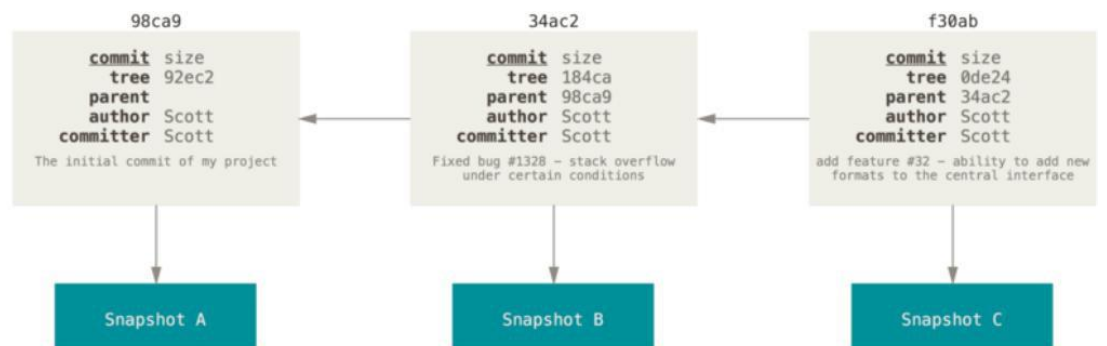 98ca9
commit size
tree 92ec2
parent
author Scott
committer Scott
The initial commit of my project
Snapshot A
34ac2
commit size
tree 184ca
parent 98ca9
author Scott
committer Scott
Fixed bug #1328 – stack overflow
under certain conditions
Snapshot B
f30ab
commit size
tree 0de24
parent 34ac2
author Scott
committer Scott
add feature #32 – ability to add new
formats to the central interface
Snapshot C